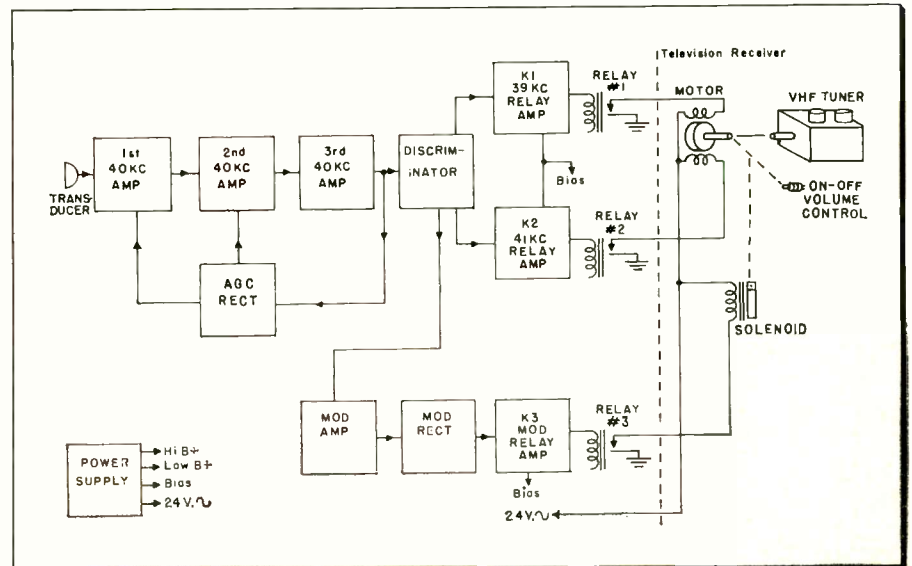 Television Receiver
K1
39 KC
RELAY
AMP
RELAY
#1
MOTOR
VHF TUNER
1st
40KC
AMP
2nd
40KC
AMP
3rd
40KC
AMP
DISCRIM-
INATOR
TRANS-
DUCER
Bias
ON-OFF
VOLUME
CONTROL
K2
41KC
RELAY
AMP
RELAY
#2
AGC
RECT
SOLENOID
MOD
AMP
MOD
RECT
K3
MOD
RELAY
AMP
RELAY
#3
POWER
SUPPLY
Hi B+
Low B+
Bias
24V.∿
Bias
24V.∿